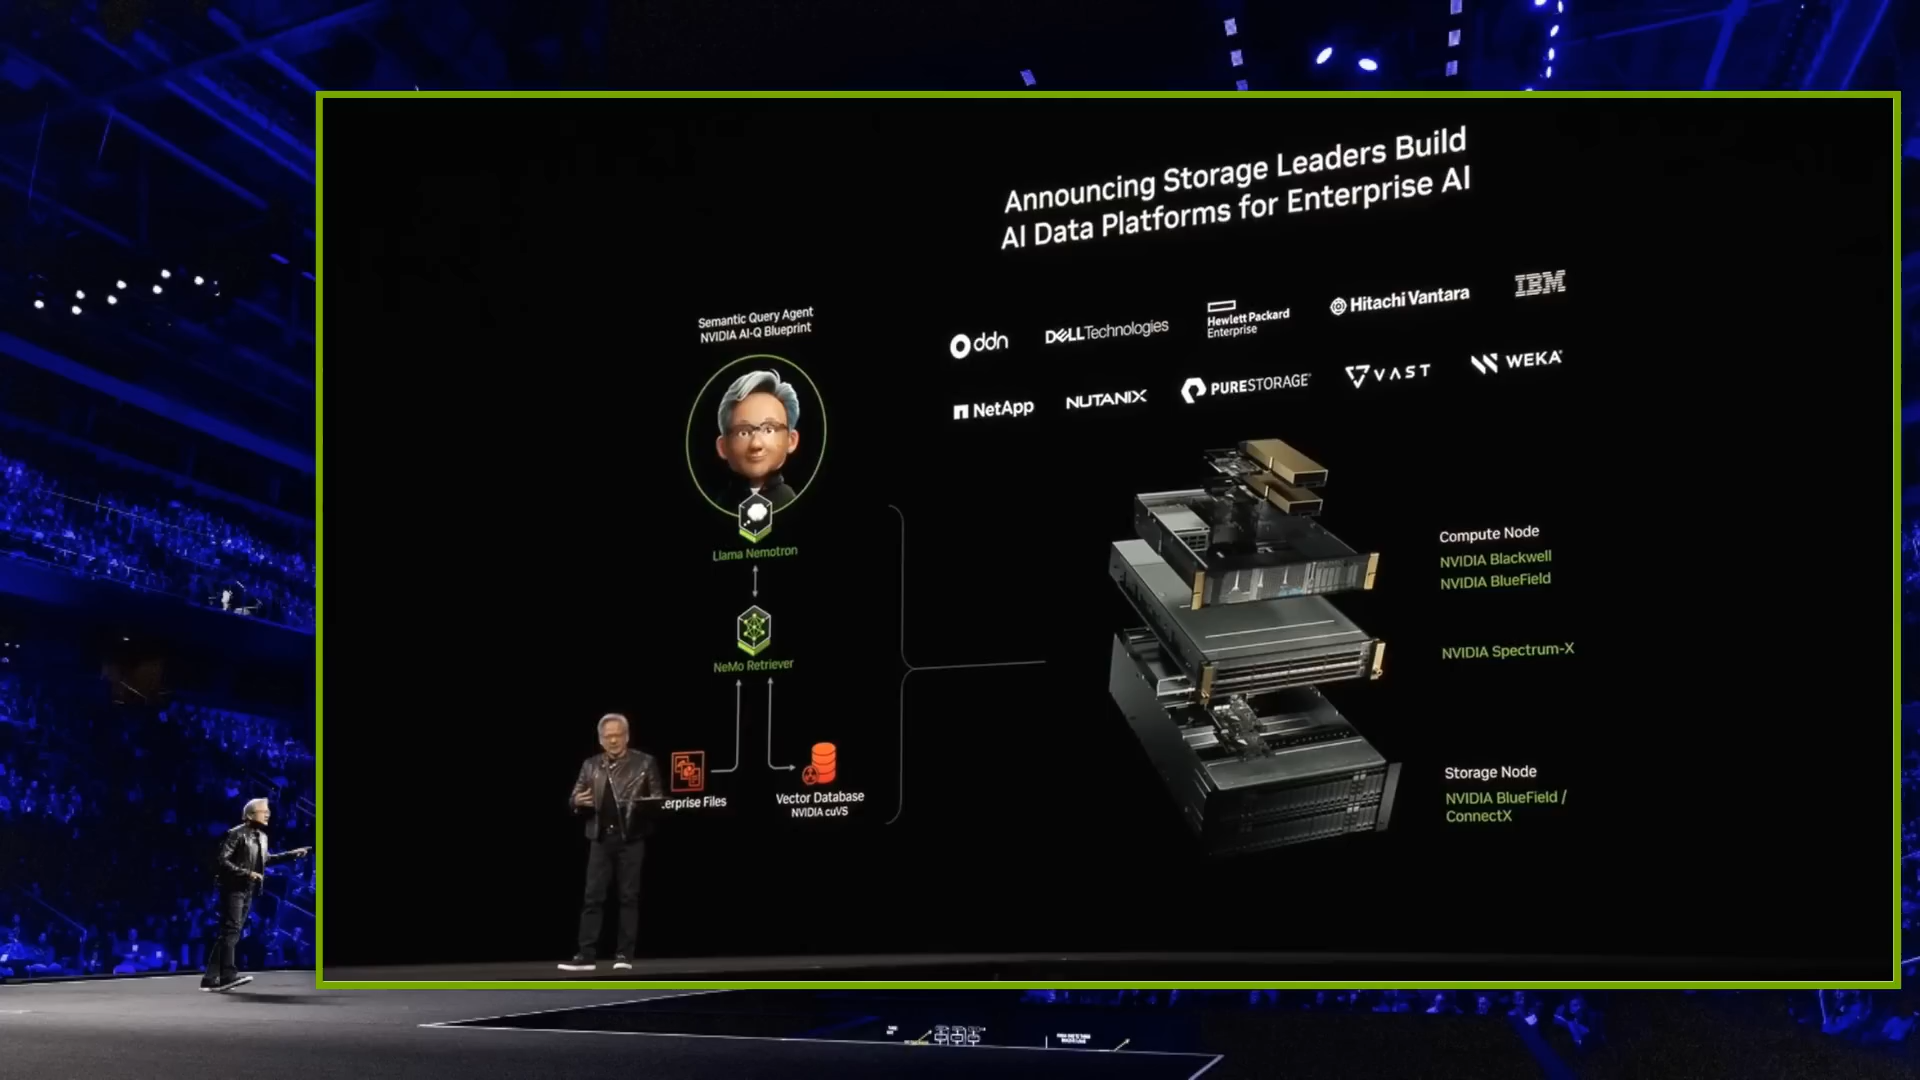 Announcing Storage Leaders Build
AI Data Platforms for Enterprise AI
Semantic Query Agent
NVIDIA AI-Q Blueprint
Llama Nemotron
NeMo Retriever
erprise Files
Vector Database
NVIDIA cuVS
ddn
DELL Technologies
Hewlett Packard
Enterprise
Hitachi Vantara
IBM
NetApp
NUTANIX
PURESTORAGE
VAST
WEKA
Compute Node
NVIDIA Blackwell
NVIDIA BlueField
NVIDIA Spectrum-X
Storage Node
NVIDIA BlueField /
ConnectX